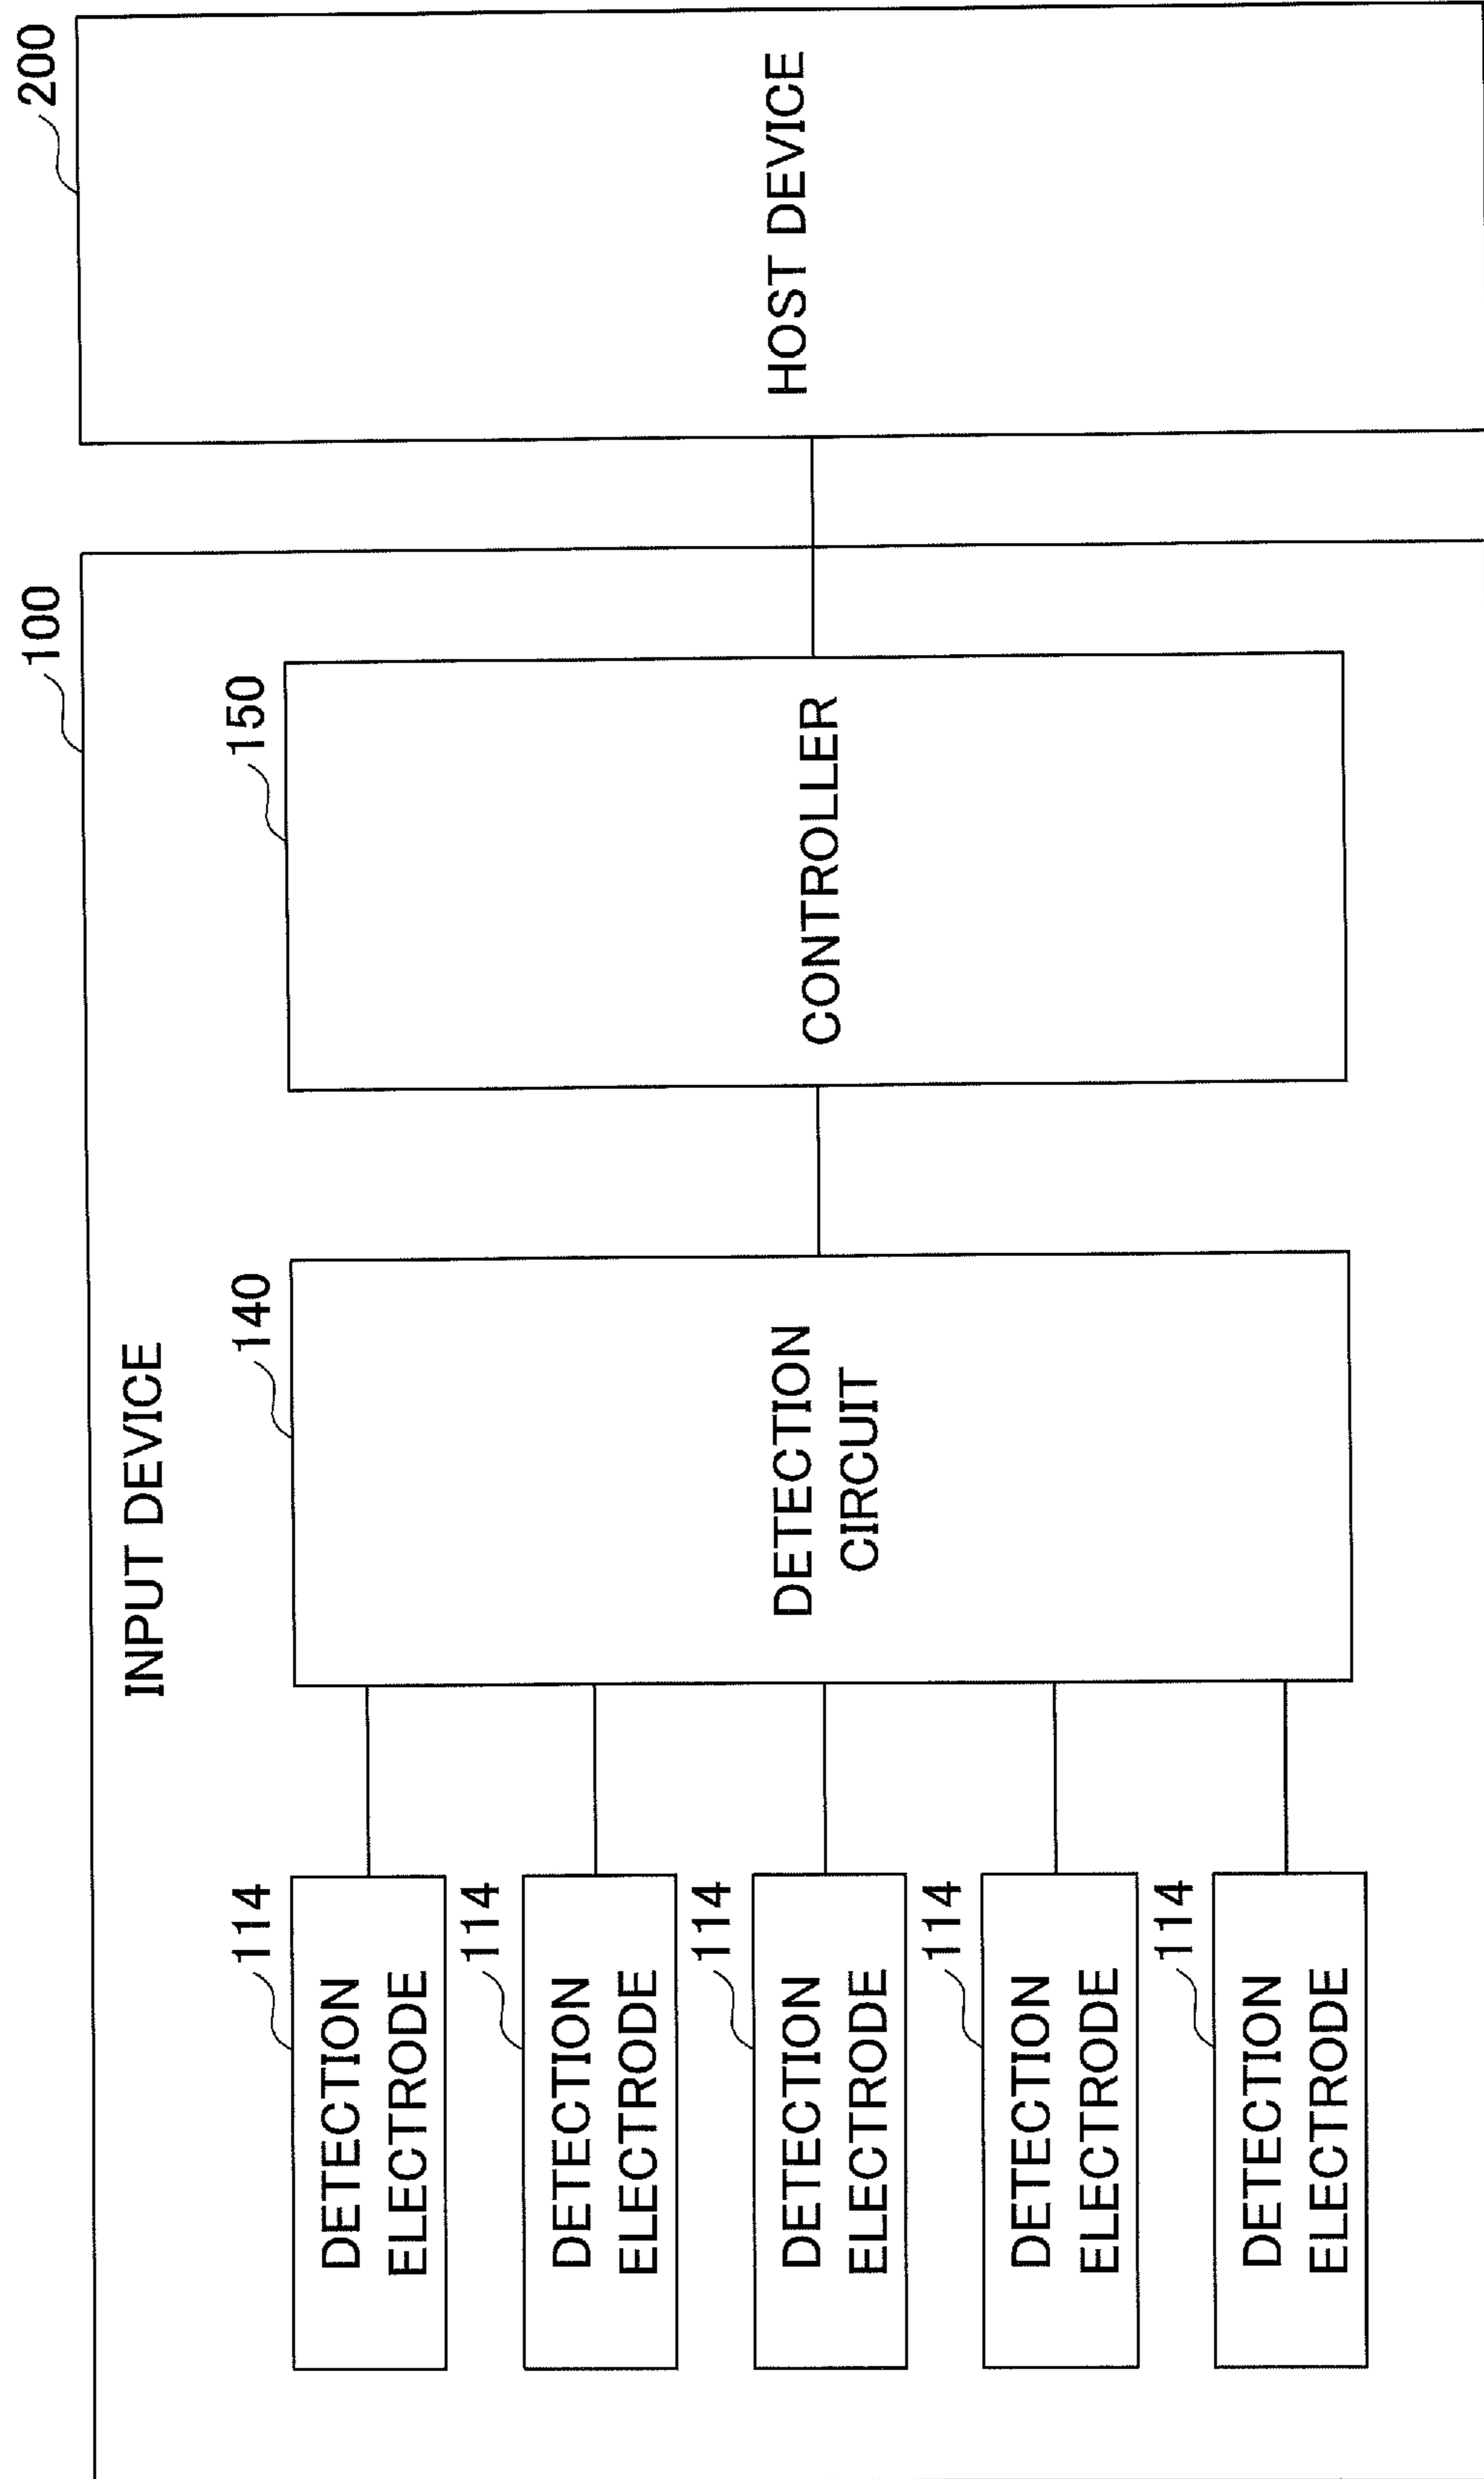 INPUT DEVICE
100
200
114
DETECTION
ELECTRODE
114
DETECTION
ELECTRODE
114
DETECTION
ELECTRODE
114
DETECTION
ELECTRODE
114
DETECTION
ELECTRODE
140
DETECTION
CIRCUIT
150
CONTROLLER
HOST DEVICE